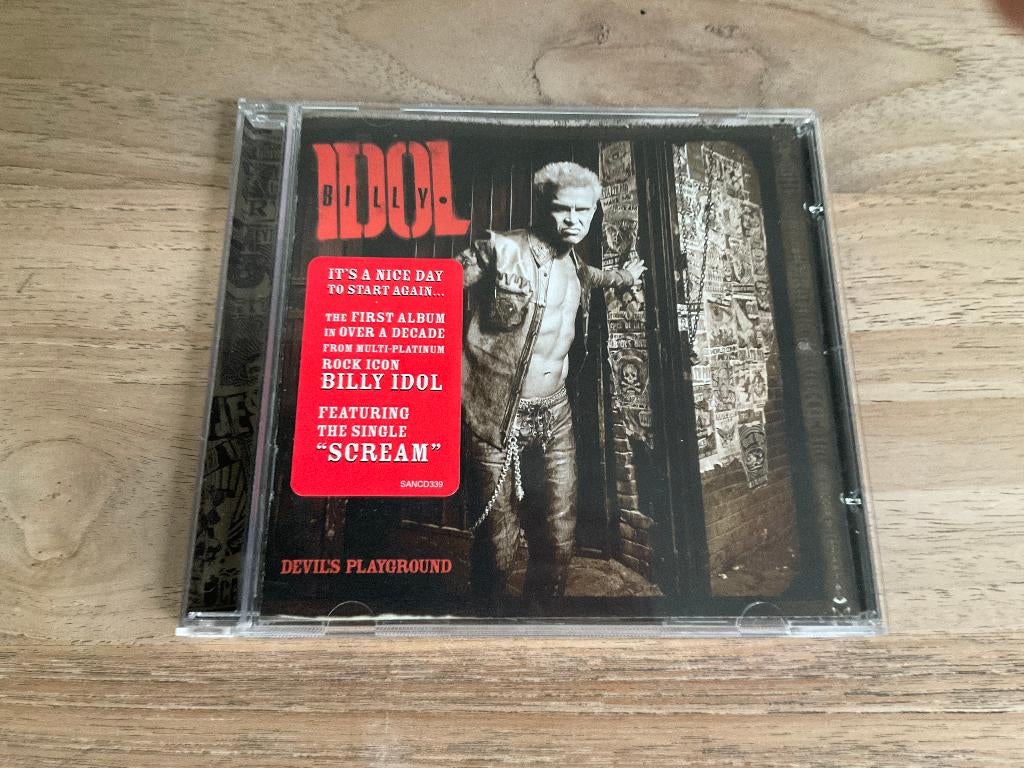 IDOL
BILLY.
IT'S A NICE DAY
TO START AGAIN...
THE FIRST ALBUM
IN OVER A DECADE
FROM MULTI-PLATINUM
ROCK ICON
BILLY IDOL
FEATURING
THE SINGLE
"SCREAM"
SANCD339
DEVIL'S PLAYGROUND